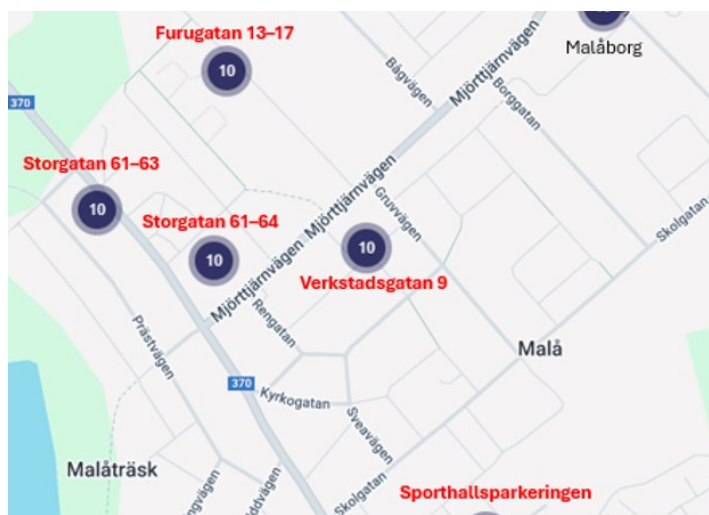 Furugatan 13–17
10
Malåborg
Bågvägen
Mjörttjärnvägen
Borggatan
370
Storgatan 61–63
10
Storgatan 61–64
10
Mjörttjärnvägen
Mjörttjärnvägen
Gruvvägen
10
Verkstadsgatan 9
Skolgatan
Rengatan
Prästvägen
Malå
370
Kyrkogatan
Sveavägen
Malåträsk
Skolgatan
Sporthallsparkeringen